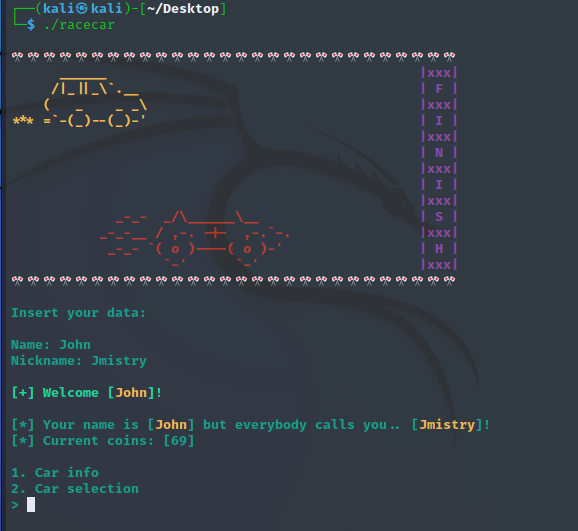 ┌──(kali㉿kali)-[~/Desktop]
└─$ ./racecar
|xxx|
| F |
|xxx|
| I |
|xxx|
| N |
|xxx|
| I |
|xxx|
| S |
|xxx|
| H |
|xxx|
Insert your data:
Name: John
Nickname: Jmistry
[+] Welcome [John]!
[*] Your name is [John] but everybody calls you.. [Jmistry]!
[*] Current coins: [69]
1. Car info
2. Car selection
>